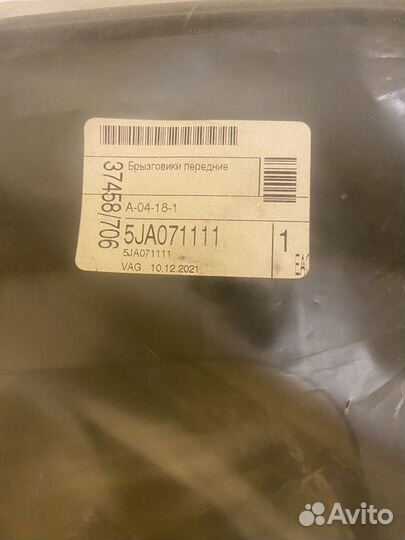 37458/706
Брызговики передние
A-04-18-1
5JA071111
1
5JA071111
VAG 10.12.2021
Avito